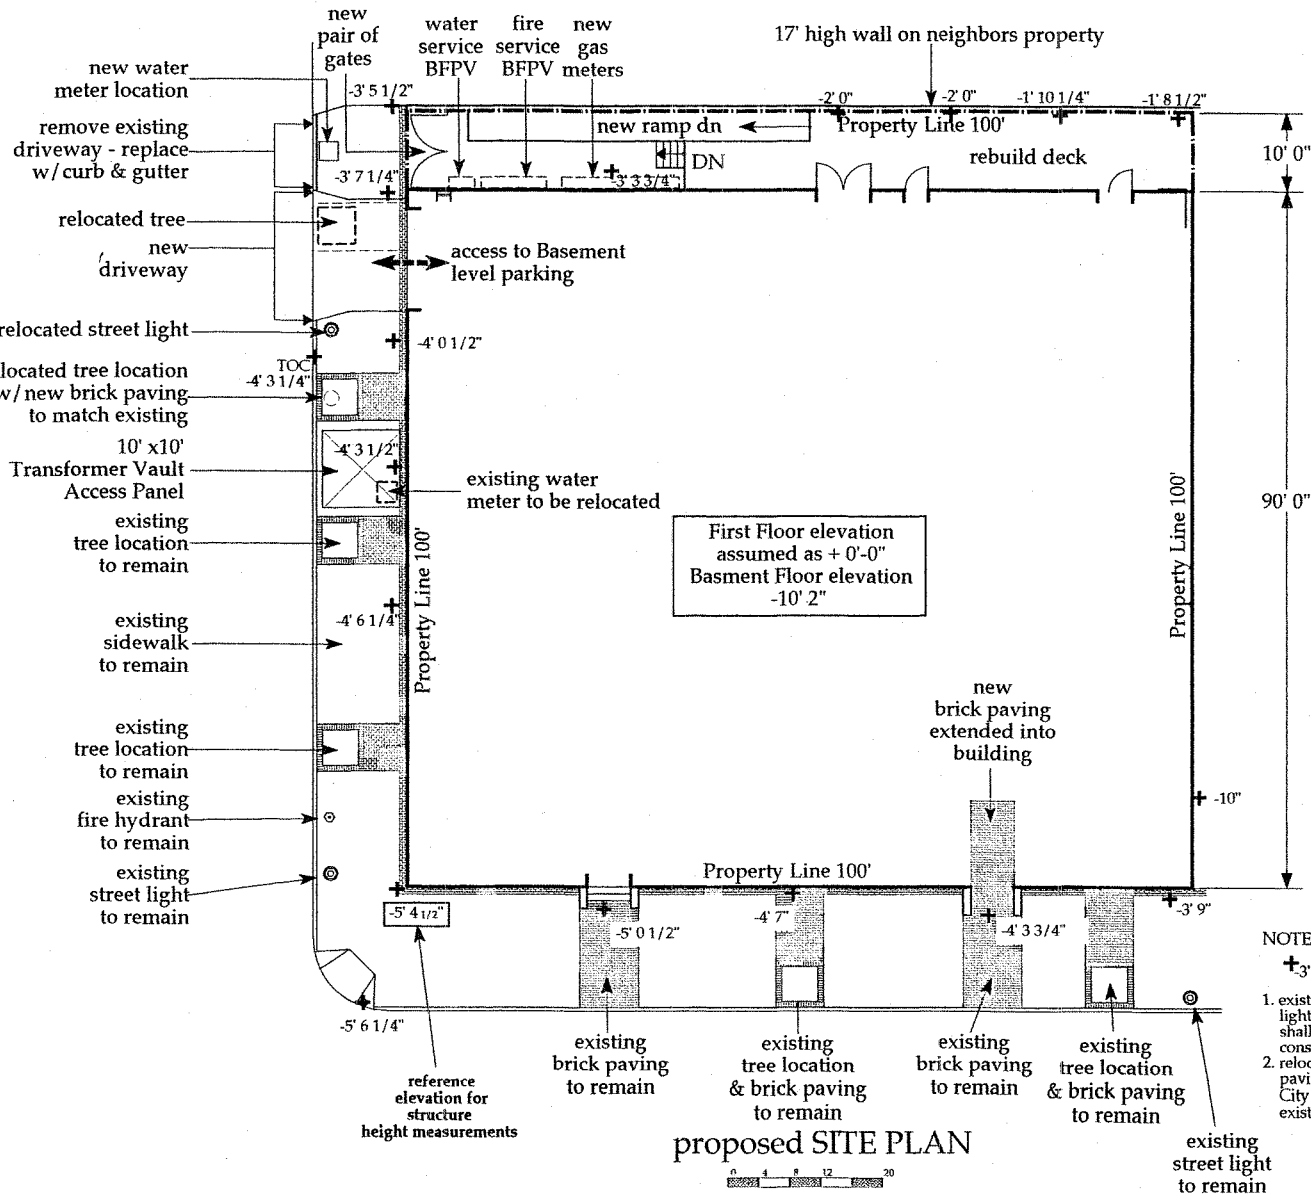 new
pair of
gates
water
service
BFPV
fire
service
BFPV
new
gas
meters
17' high wall on neighbors property
new water
meter location
-3' 5 1/2"
-2' 0"
-2' 0"
-1' 10 1/4"
-1' 8 1/2"
remove existing
driveway - replace
w/curb & gutter
new ramp dn
Property Line 100'
rebuild deck
10' 0"
DN
-3' 7 1/4"
-3' 3 3/4"
relocated tree
new
driveway
access to Basement
level parking
relocated street light
-4' 0 1/2"
TOC
-4' 3 1/4"
located tree location
w/new brick paving
to match existing
10' x10'
Transformer Vault
Access Panel
-4' 3 1/2"
existing water
meter to be relocated
90' 0"
existing
tree location
to remain
First Floor elevation
assumed as + 0'-0"
Basment Floor elevation
-10' 2"
Property Line 100'
Property Line 100'
-4' 6 1/4"
existing
sidewalk
to remain
new
brick paving
extended into
building
existing
tree location
to remain
-10"
existing
fire hydrant
to remain
existing
street light
to remain
Property Line 100'
-5' 4 1/2"
-5' 0 1/2"
-4' 7"
-4' 3 3/4"
-3' 9"
-5' 6 1/4"
reference
elevation for
structure
height measurements
existing
brick paving
to remain
existing
tree location
& brick paving
to remain
existing
brick paving
to remain
existing
tree location
& brick paving
to remain
existing
street light
to remain
NOTE
-3'
1. exist
light
shall
cons
2. reloc
pavi
City
exist
proposed SITE PLAN
0 4 8 12 20